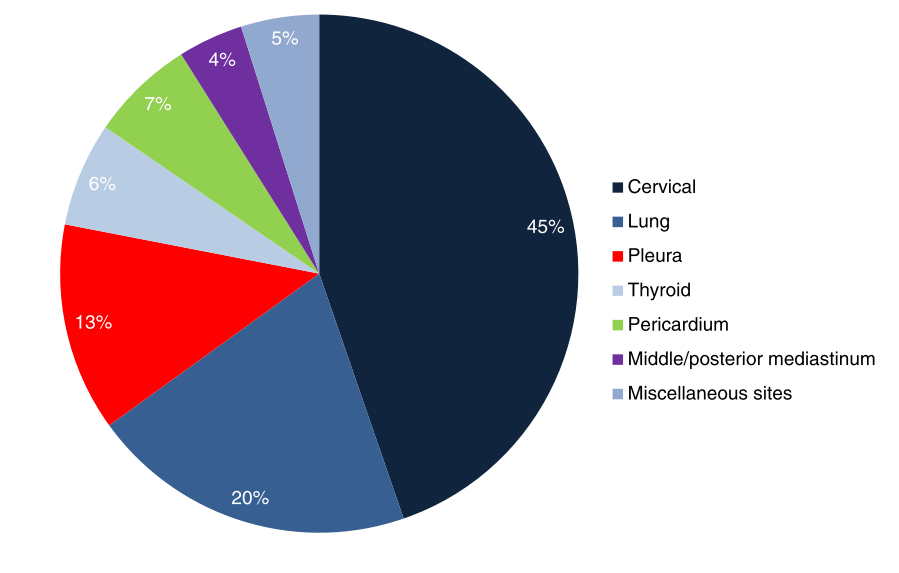 5%
4%
7%
6%
45%
13%
20%
Cervical
Lung
Pleura
Thyroid
Pericardium
Middle/posterior mediastinum
Miscellaneous sites